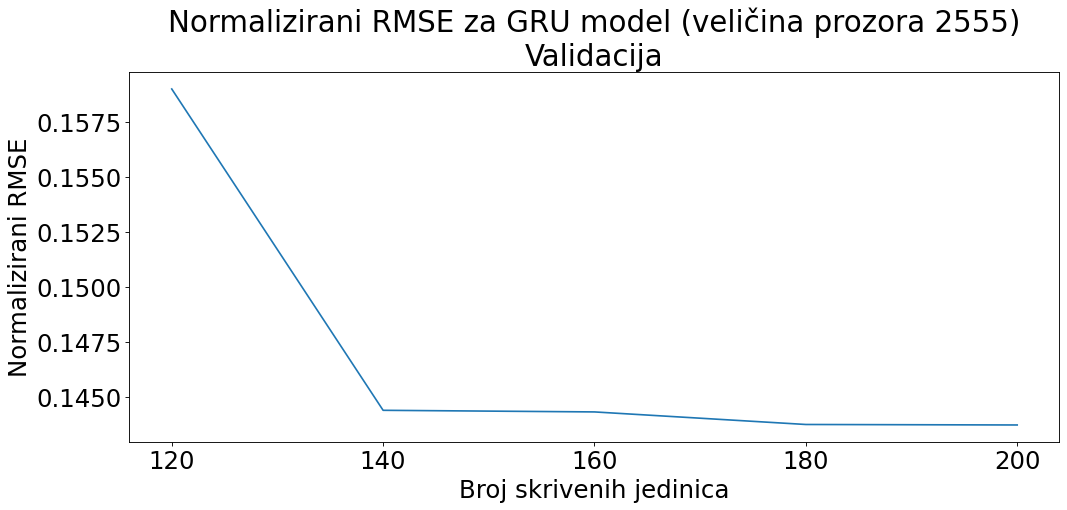 Normalizirani RMSE za GRU model (veličina prozora 2555)
Validacija
Normalizirani RMSE
0.1575
0.1550
0.1525
0.1500
0.1475
0.1450
120 140 160 180 200
Broj skrivenih jedinica